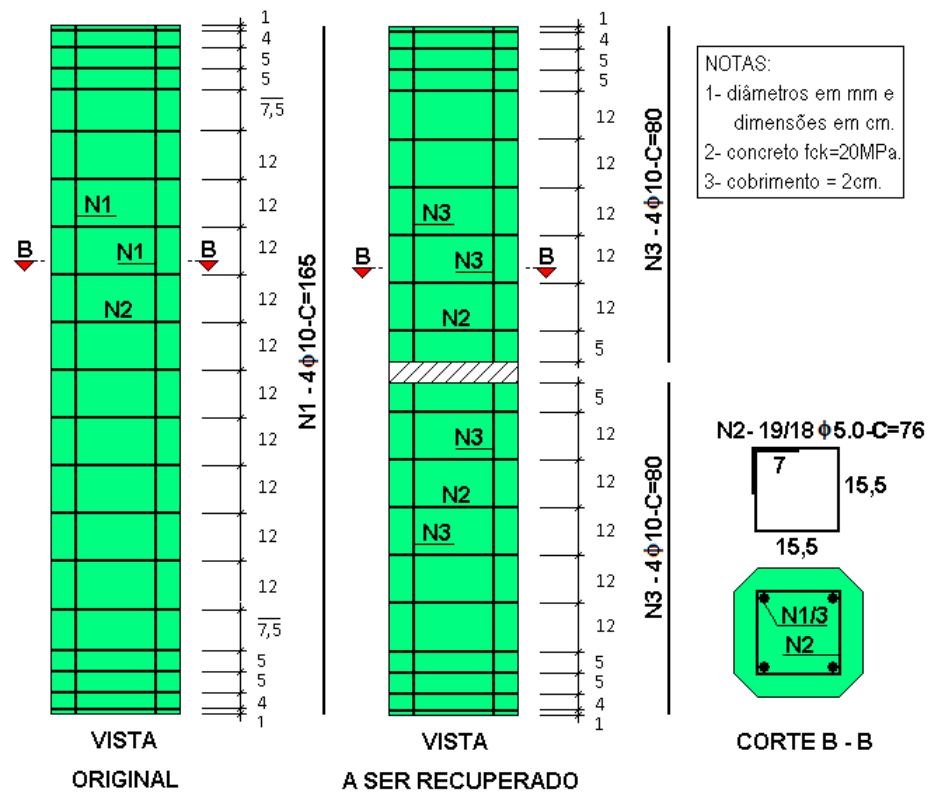 1
4
5
5
7,5
12
12
12
12
12
12
12
12
12
12
7,5
5
5
4
1
N1
B
N1
B
N2
N1 - 4ϕ10-C=165
VISTA
ORIGINAL
1
4
5
5
12
12
12
12
12
5
5
12
12
12
12
12
5
5
4
1
N3
B
N3
B
N2
N3
N2
N3
N3 - 4ϕ10-C=80
N3 - 4ϕ10-C=80
VISTA
A SER RECUPERADO
NOTAS:
1- diâmetros em mm e
dimensões em cm.
2- concreto fck=20MPa.
3- cobrimento = 2cm.
N2- 19/18 ϕ5.0-C=76
7
15,5
15,5
N1/3
N2
CORTE B - B